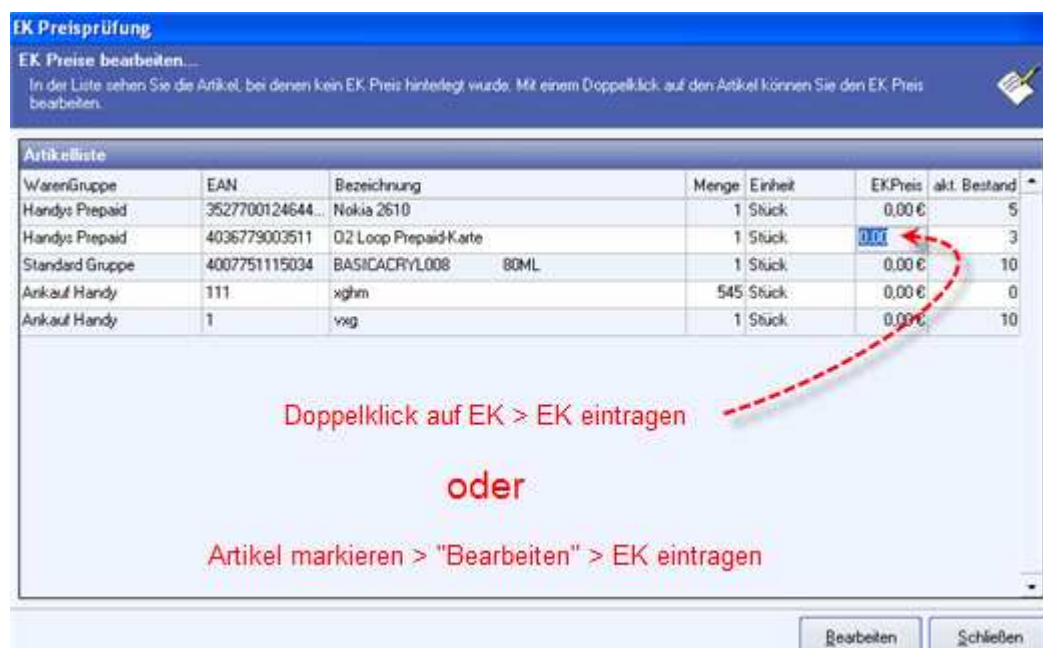 EK Preisprüfung
EK Preise bearbeiten...
In der Liste sehen Sie die Artikel, bei denen kein EK Preis hinterlegt wurde. Mit einem Doppelklick auf den Artikel können Sie den EK Preis
bearbeiten.
Artikelliste
WarenGruppe EAN Bezeichnung Menge Einheit EKPreis akt. Bestand
Handys Prepaid 3527700124644... Nokia 2610 1 Stück 0,00 € 5
Handys Prepaid 4036779003511 O2 Loop Prepaid-Karte 1 Stück 0,00 3
Standard Gruppe 4007751115034 BASICACRYL008 80ML 1 Stück 0,00 € 10
Ankauf Handy 111 xghm 545 Stück 0,00 € 0
Ankauf Handy 1 vxg 1 Stück 0,00 € 10
Doppelklick auf EK > EK eintragen
oder
Artikel markieren > "Bearbeiten" > EK eintragen
Bearbeiten Schließen